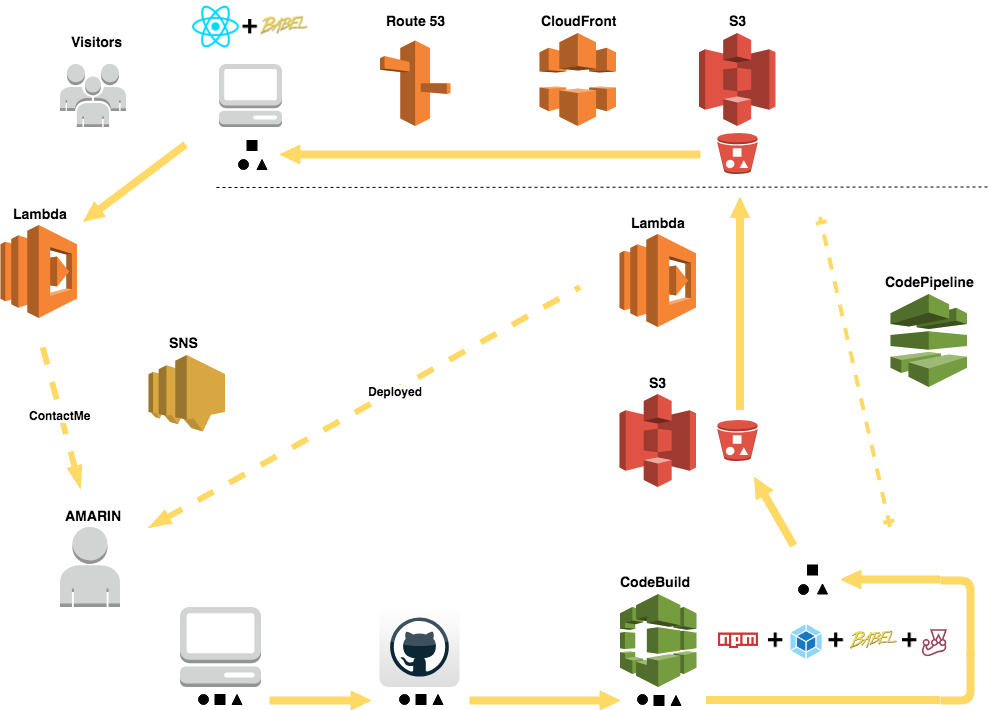 Visitors
BABEL
Route 53
CloudFront
S3
Lambda
Lambda
CodePipeline
SNS
S3
Deployed
ContactMe
AMARIN
CodeBuild
npm
BABEL